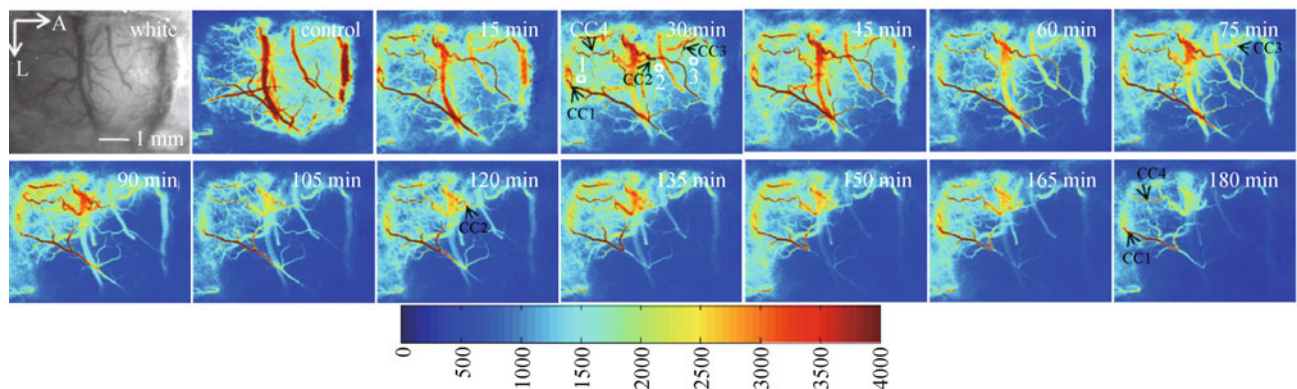 A
L
white
1 mm
control
15 min
30 min
CC4
CC3
1
CC2
2
3
CC1
45 min
60 min
75 min
CC3
90 min
105 min
120 min
CC2
135 min
150 min
165 min
180 min
CC4
CC1
0
500
1000
1500
2000
2500
3000
3500
4000